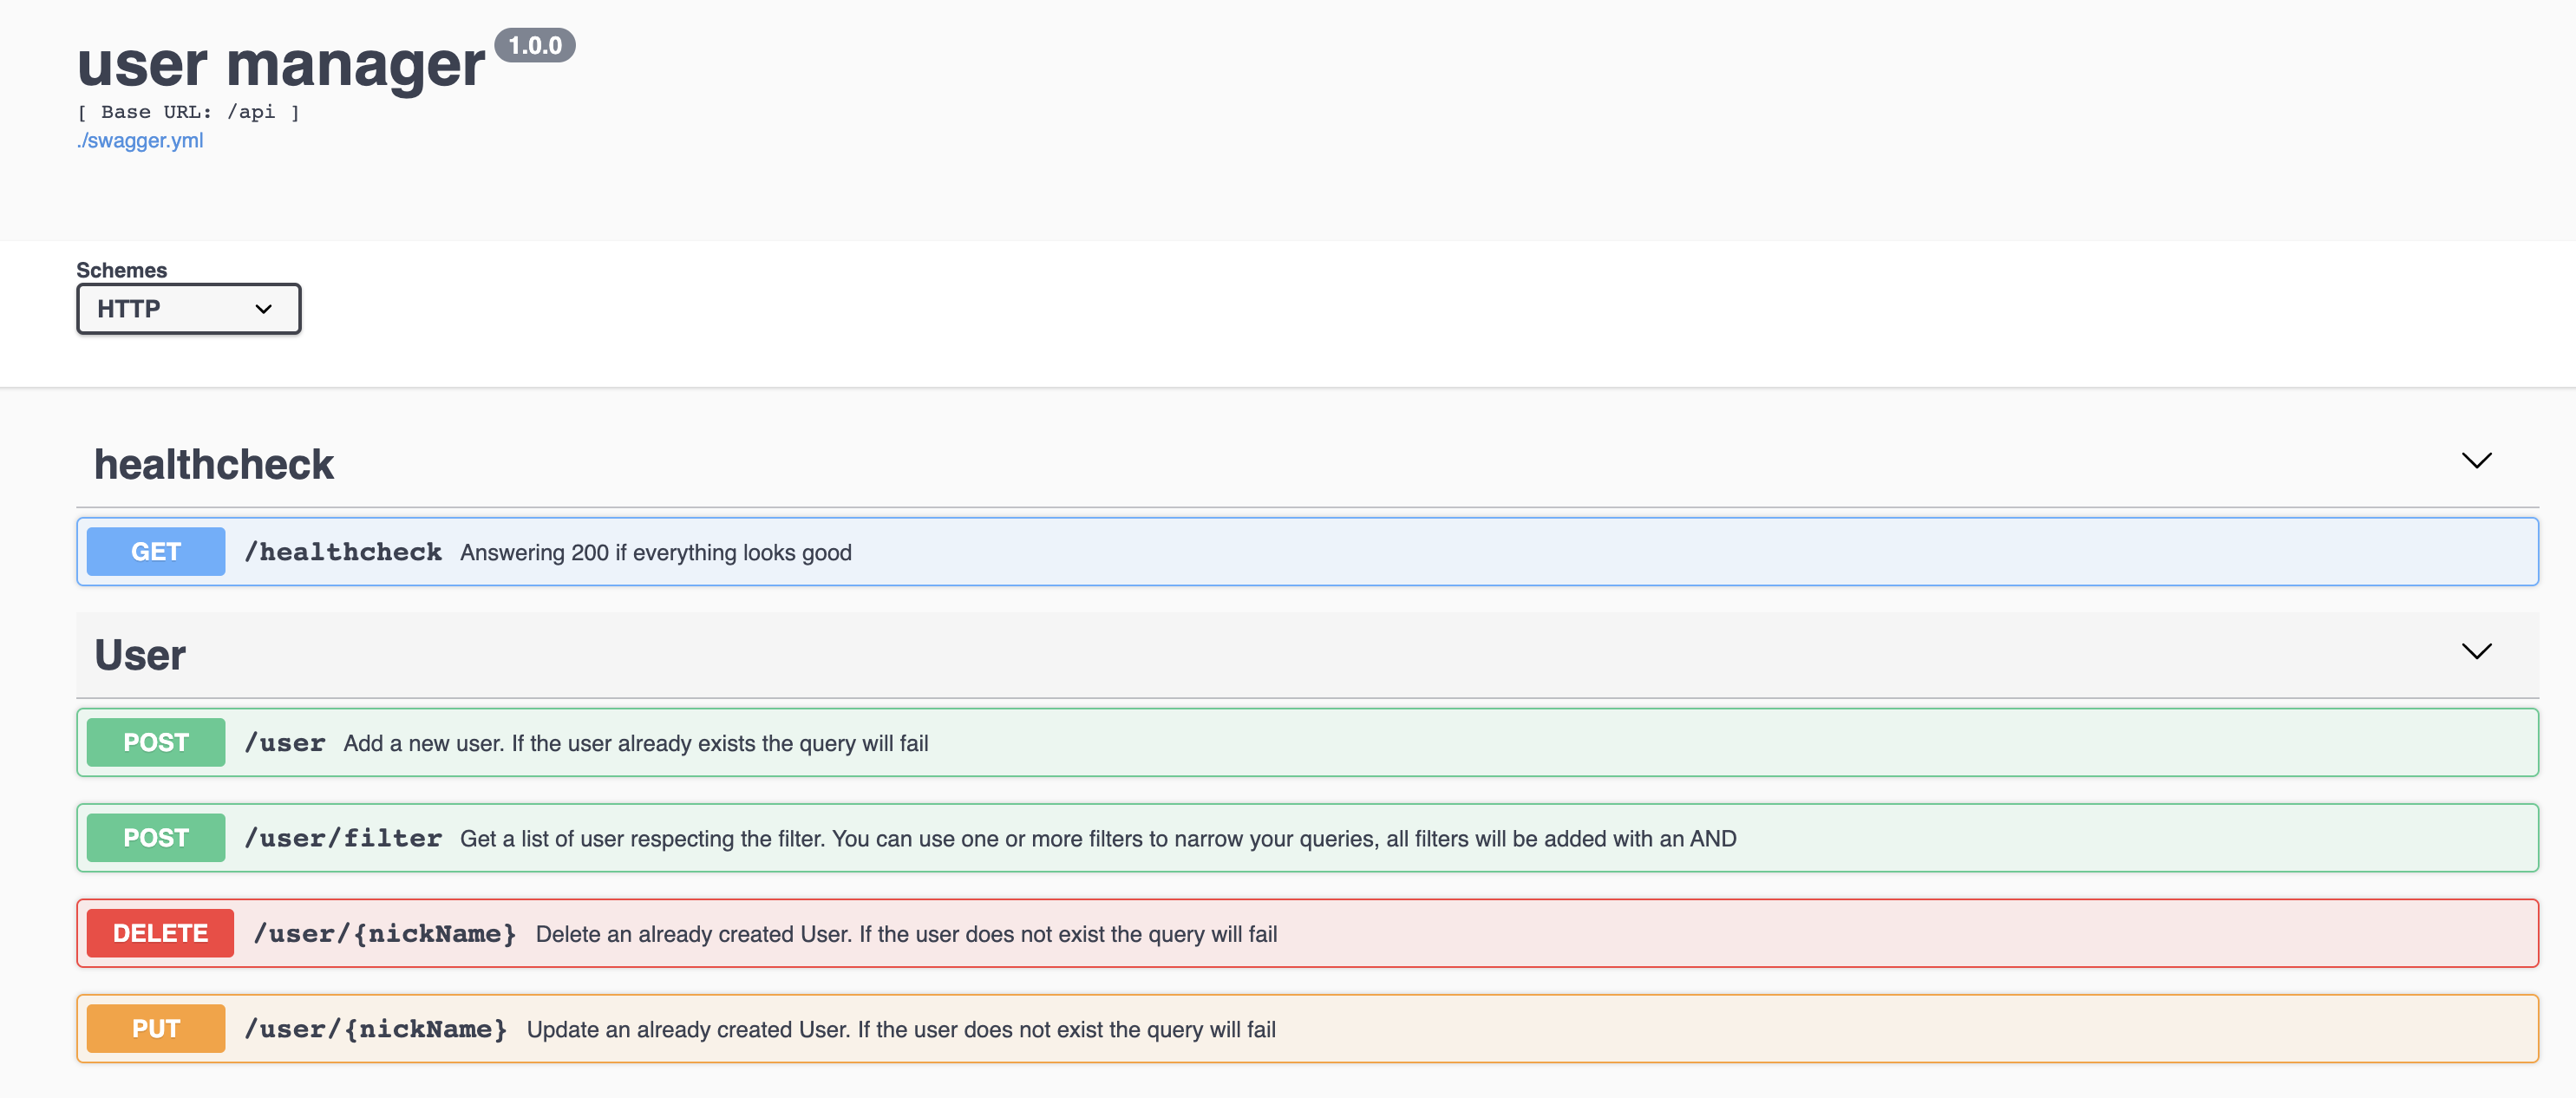 user manager 1.0.0
[ Base URL: /api ]
./swagger.yml
Schemes
HTTP
healthcheck
GET /healthcheck Answering 200 if everything looks good
User
POST /user Add a new user. If the user already exists the query will fail
POST /user/filter Get a list of user respecting the filter. You can use one or more filters to narrow your queries, all filters will be added with an AND
DELETE /user/{nickName} Delete an already created User. If the user does not exist the query will fail
PUT /user/{nickName} Update an already created User. If the user does not exist the query will fail